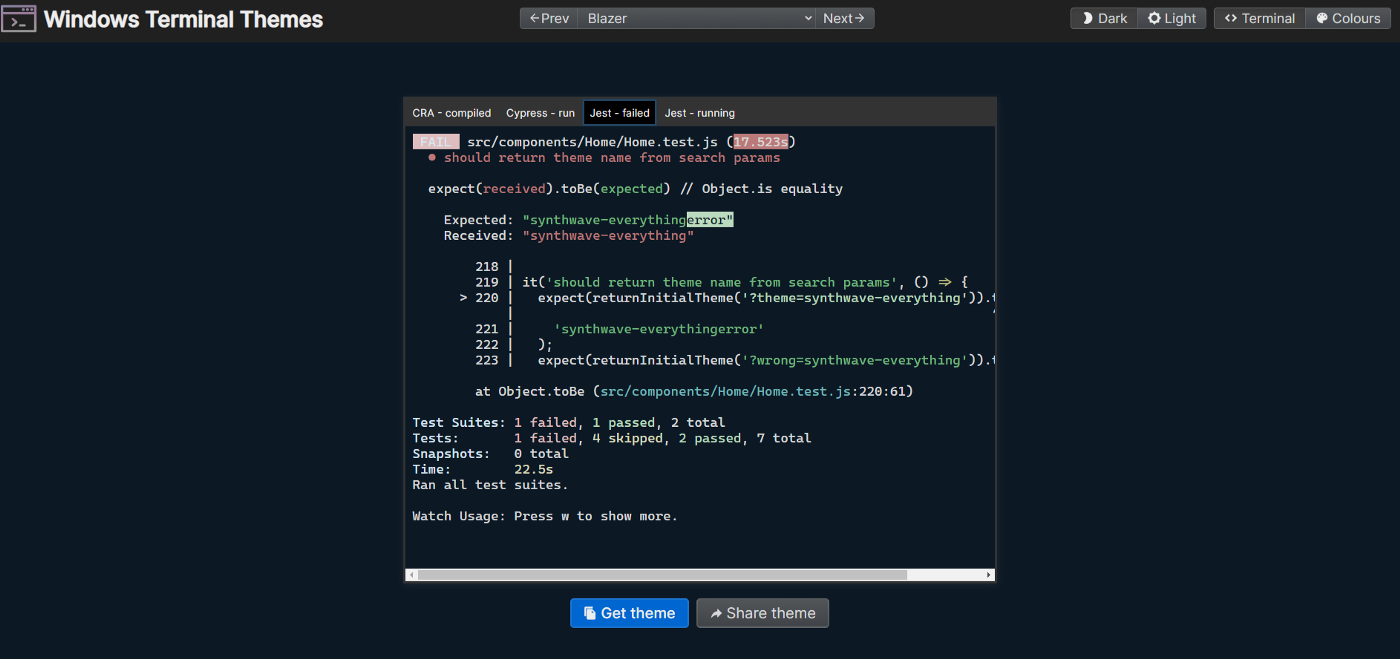 Windows Terminal Themes
←Prev Blazer Next→
Dark Light Terminal Colours
CRA - compiled Cypress - run Jest - failed Jest - running
FAIL src/components/Home/Home.test.js (17.523s)
● should return theme name from search params
expect(received).toBe(expected) // Object.is equality
Expected: "synthwave-everythingerror"
Received: "synthwave-everything"
218 |
219 | it('should return theme name from search params', () => {
> 220 | expect(returnInitialTheme('?theme=synthwave-everything')).t
|
221 | 'synthwave-everythingerror'
222 | );
223 | expect(returnInitialTheme('?wrong=synthwave-everything')).t
at Object.toBe (src/components/Home/Home.test.js:220:61)
Test Suites: 1 failed, 1 passed, 2 total
Tests: 1 failed, 4 skipped, 2 passed, 7 total
Snapshots: 0 total
Time: 22.5s
Ran all test suites.
Watch Usage: Press w to show more.
Get theme Share theme